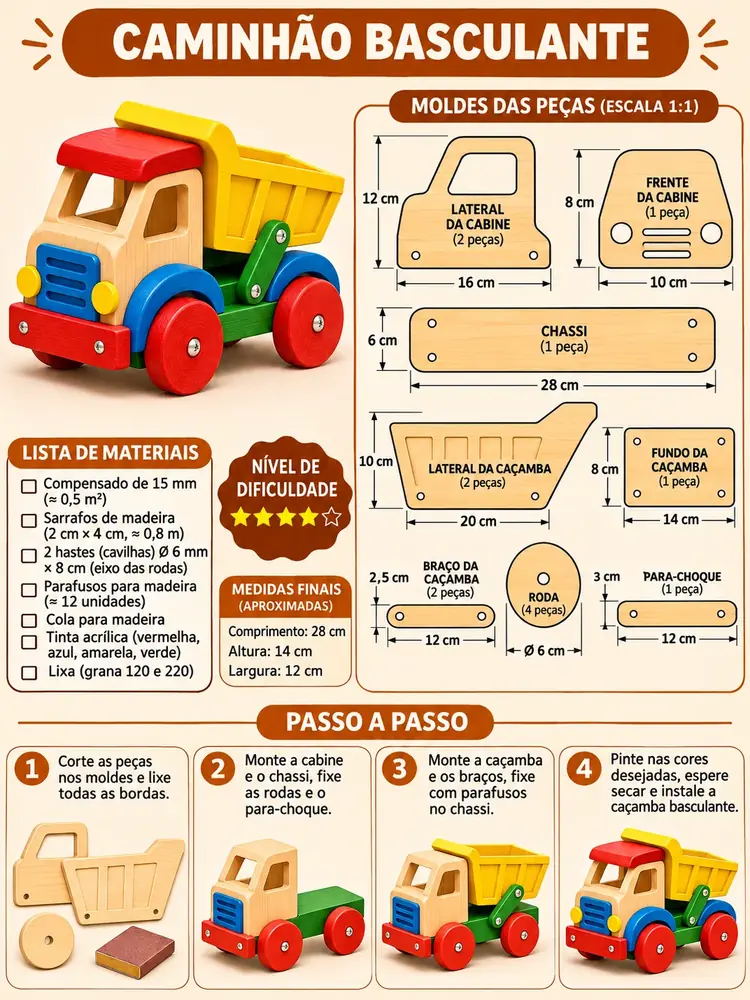 CAMINHÃO BASCULANTE
MOLDES DAS PEÇAS (ESCALA 1:1)
12 cm
LATERAL
DA CABINE
(2 peças)
16 cm
8 cm
FRENTE
DA CABINE
(1 peça)
10 cm
6 cm
CHASSI
(1 peça)
28 cm
10 cm
LATERAL DA CAÇAMBA
(2 peças)
20 cm
8 cm
FUNDO DA
CAÇAMBA
(1 peça)
14 cm
BRAÇO DA
CAÇAMBA
(2 peças)
2,5 cm
12 cm
RODA
(4 peças)
Ø 6 cm
PARA-CHOQUE
(1 peça)
3 cm
12 cm
LISTA DE MATERIAIS
Compensado de 15 mm
(≈ 0,5 m²)
Sarrafos de madeira
(2 cm × 4 cm, ≈ 0,8 m)
2 hastes (cavilhas) Ø 6 mm
× 8 cm (eixo das rodas)
Parafusos para madeira
(≈ 12 unidades)
Cola para madeira
Tinta acrílica (vermelha,
azul, amarela, verde)
Lixa (grana 120 e 220)
NÍVEL DE
DIFICULDADE
MEDIDAS FINAIS
(APROXIMADAS)
Comprimento: 28 cm
Altura: 14 cm
Largura: 12 cm
PASSO A PASSO
1
Corte as peças
nos moldes e lixe
todas as bordas.
2
Monte a cabine
e o chassi, fixe
as rodas e o
para-choque.
3
Monte a caçamba
e os braços, fixe
com parafusos
no chassi.
4
Pinte nas cores
desejadas, espere
secar e instale a
caçamba basculante.